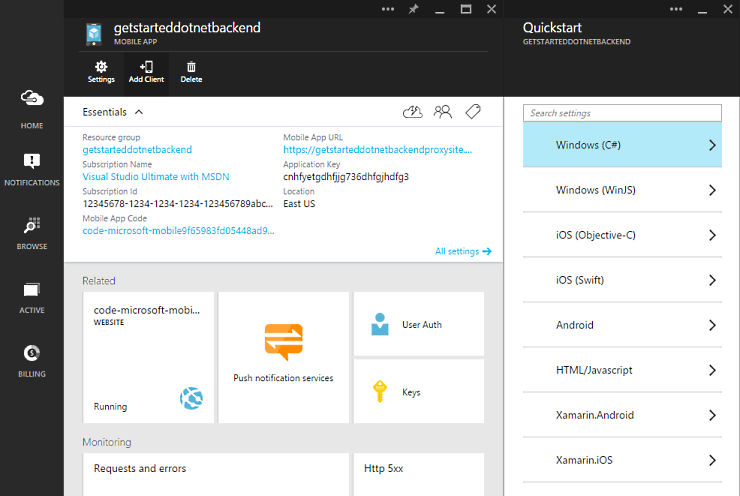 HOME
NOTIFICATIONS
BROWSE
ACTIVE
BILLING
getstarteddotnetbackend
MOBILE APP
Settings
Add Client
Delete
Essentials
Resource group
getstarteddotnetbackend
Subscription Name
Visual Studio Ultimate with MSDN
Subscription Id
12345678-1234-1234-1234-123456789abc...
Mobile App Code
code-microsoft-mobile9f65983fd05448ad9...
Mobile App URL
https://getstarteddotnetbackendproxysite....
Application Key
cnhfyetgdhfjjg736dhfgjhdfg3
Location
East US
All settings
Related
code-microsoft-mobi...
WEBSITE
Running
Push notification services
User Auth
Keys
Monitoring
Requests and errors
Http 5xx
Quickstart
GETSTARTEDDOTNETBACKEND
Search settings
Windows (C#)
Windows (WinJS)
iOS (Objective-C)
iOS (Swift)
Android
HTML/Javascript
Xamarin.Android
Xamarin.iOS